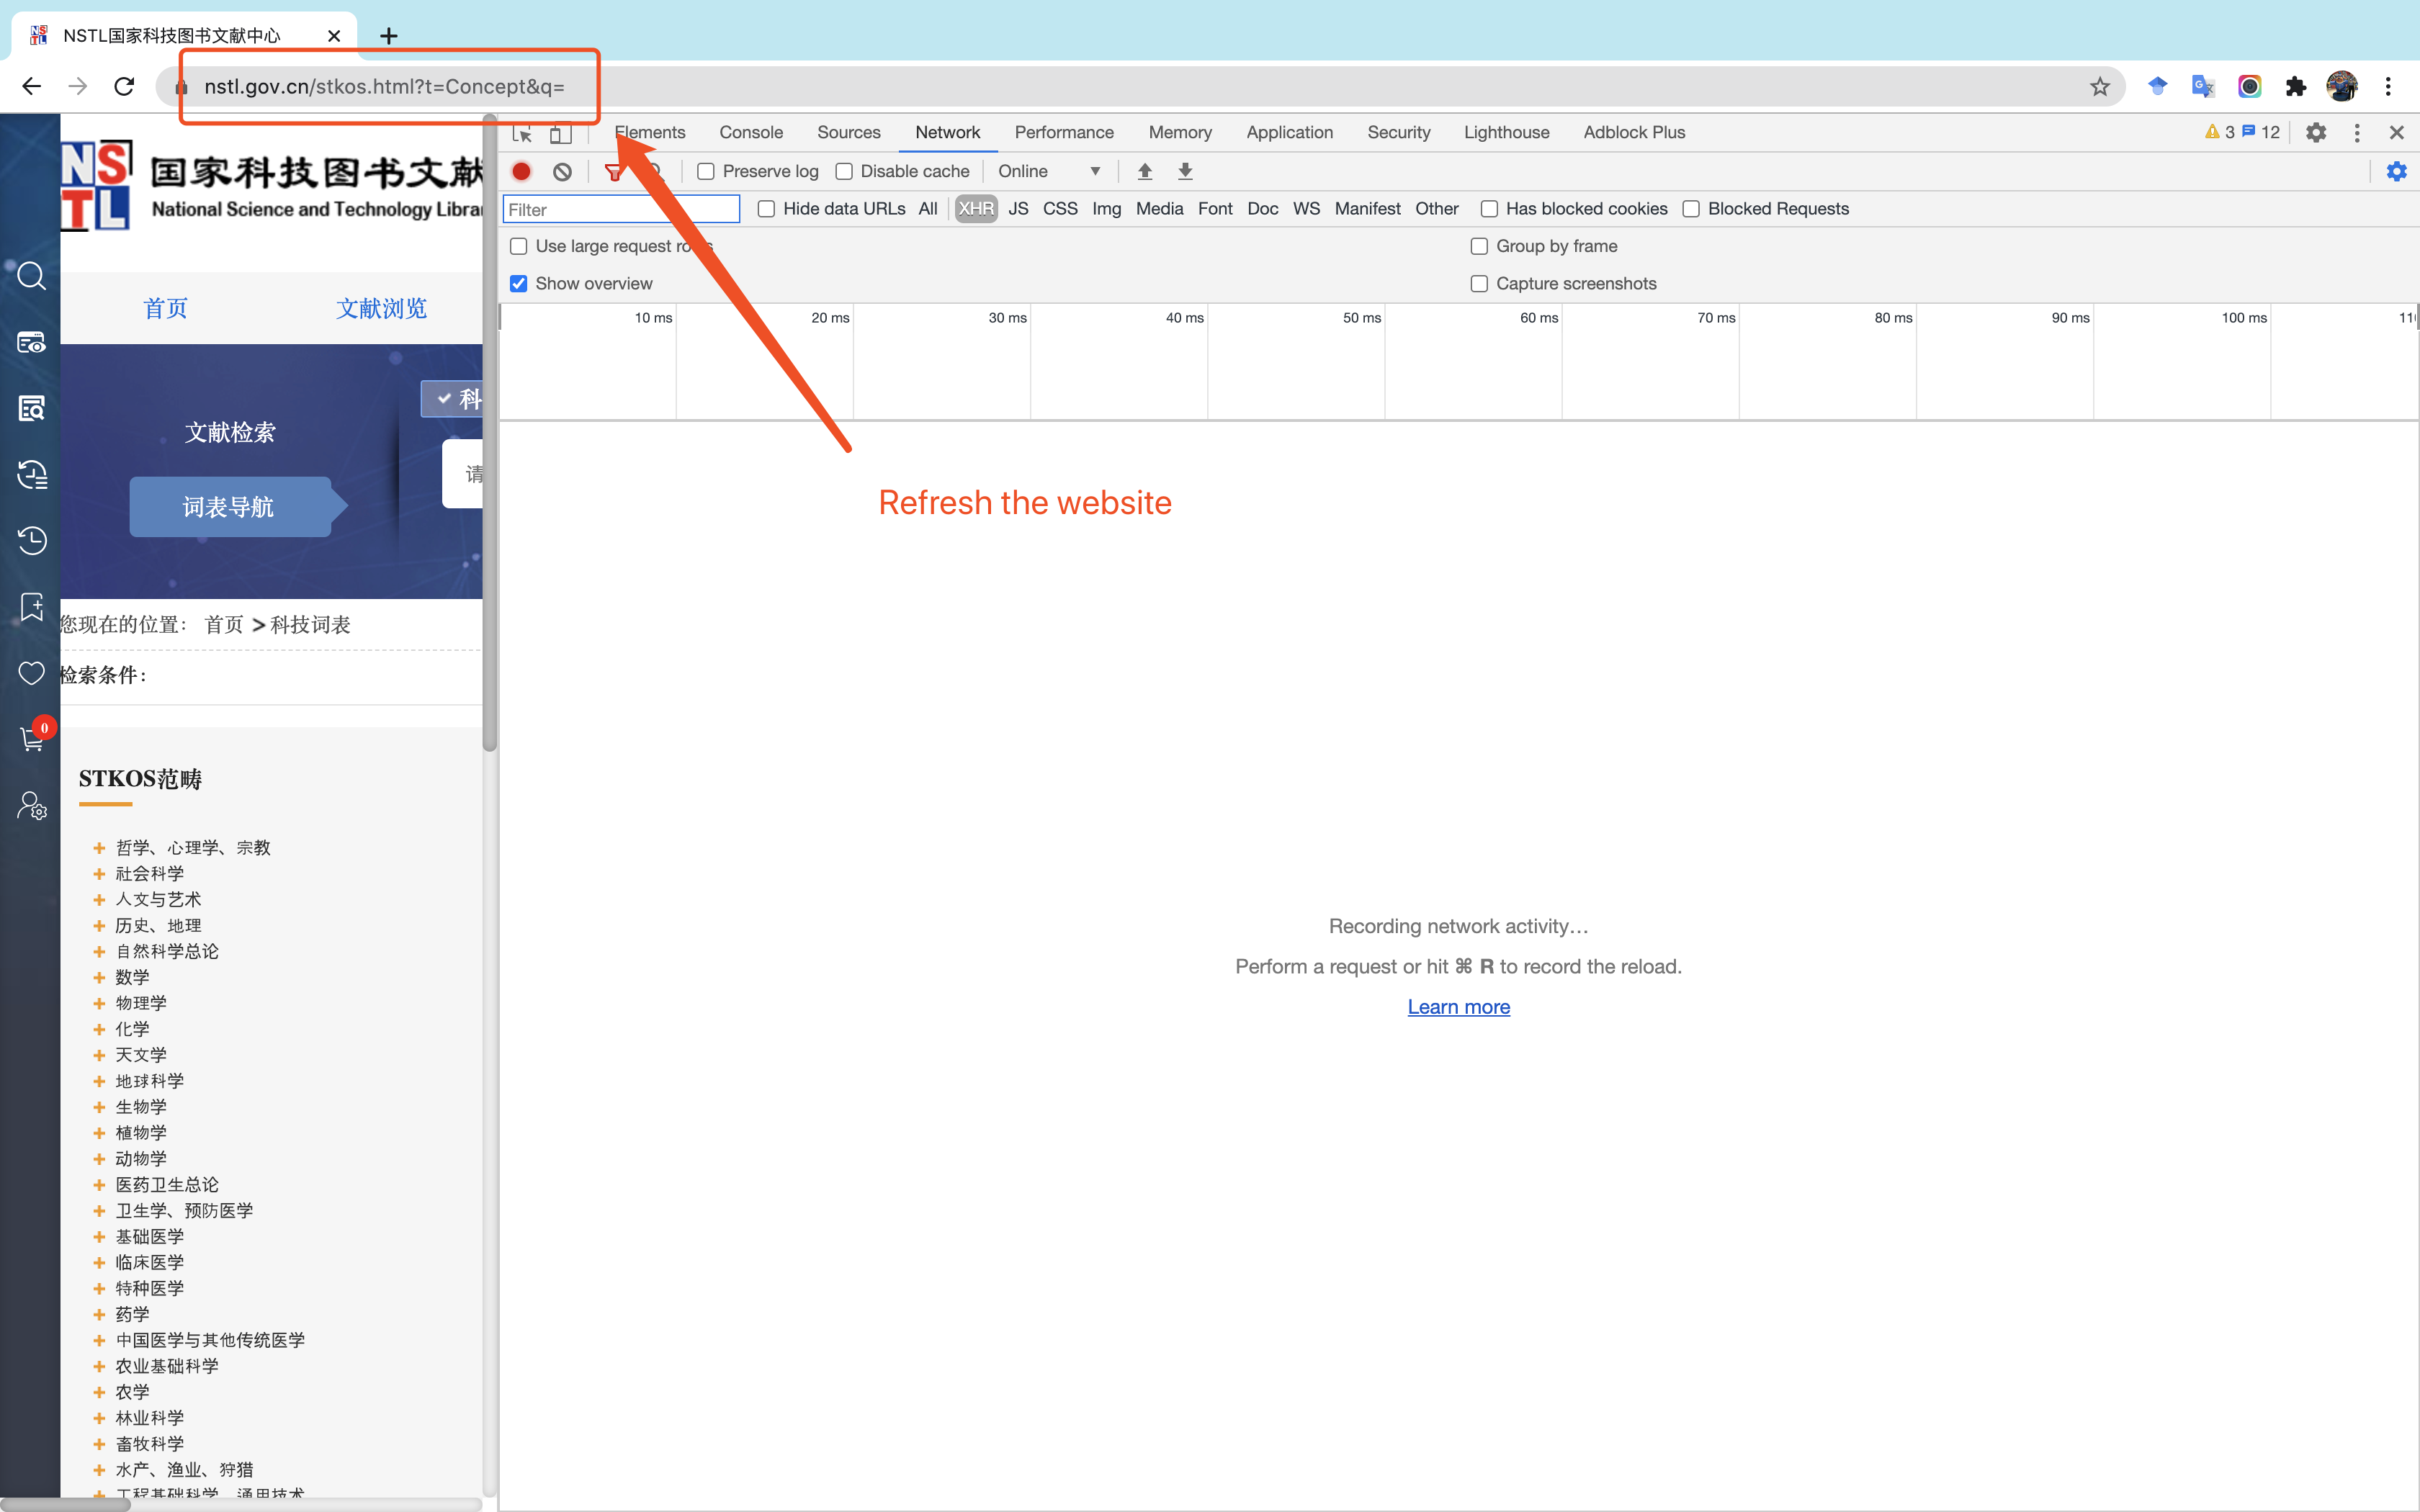 NSTL国家科技图书文献中心
nstl.gov.cn/stkos.html?t=Concept&q=
Elements Console Sources Network Performance Memory Application Security Lighthouse Adblock Plus 3 12
Preserve log Disable cache Online
Filter Hide data URLs All XHR JS CSS Img Media Font Doc WS Manifest Other Has blocked cookies Blocked Requests
Use large request rows Group by frame
Show overview Capture screenshots
10 ms 20 ms 30 ms 40 ms 50 ms 60 ms 70 ms 80 ms 90 ms 100 ms 11
NSTL
国家科技图书文献
National Science and Technology Libra
首页 文献浏览
科
文献检索
请
词表导航
Refresh the website
您现在的位置: 首页 > 科技词表
检索条件:
0
STKOS范畴
哲学、心理学、宗教
社会科学
人文与艺术
历史、地理
自然科学总论
数学
物理学
化学
天文学
地球科学
生物学
植物学
动物学
医药卫生总论
卫生学、预防医学
基础医学
临床医学
特种医学
药学
中国医学与其他传统医学
农业基础科学
农学
林业科学
畜牧科学
水产、渔业、狩猎
工程基础科学、通用技术
Recording network activity…
Perform a request or hit ⌘ R to record the reload.
Learn more